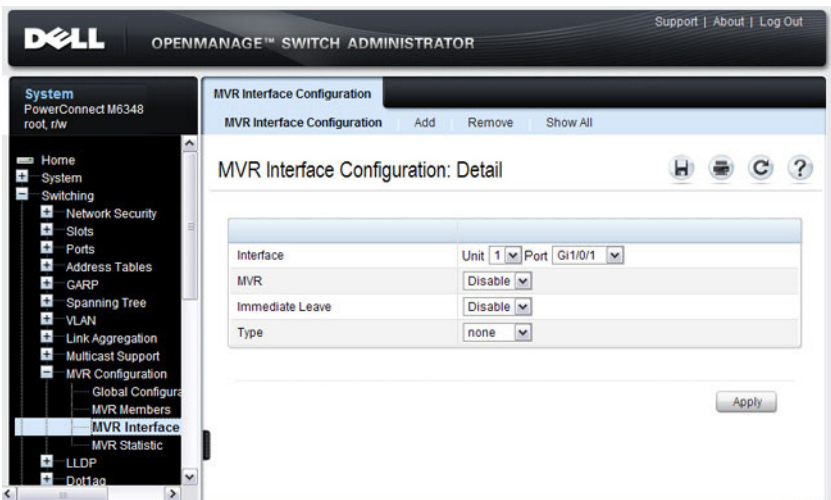 Support | About | Log Out
DELL OPENMANAGE™ SWITCH ADMINISTRATOR
System
PowerConnect M6348
root, r/w
Home
System
Switching
Network Security
Slots
Ports
Address Tables
GARP
Spanning Tree
VLAN
Link Aggregation
Multicast Support
MVR Configuration
Global Configura
MVR Members
MVR Interface
MVR Statistic
LLDP
Dot1ag
MVR Interface Configuration
MVR Interface Configuration Add Remove Show All
MVR Interface Configuration: Detail
Interface Unit 1 Port Gi1/0/1
MVR Disable
Immediate Leave Disable
Type none
Apply